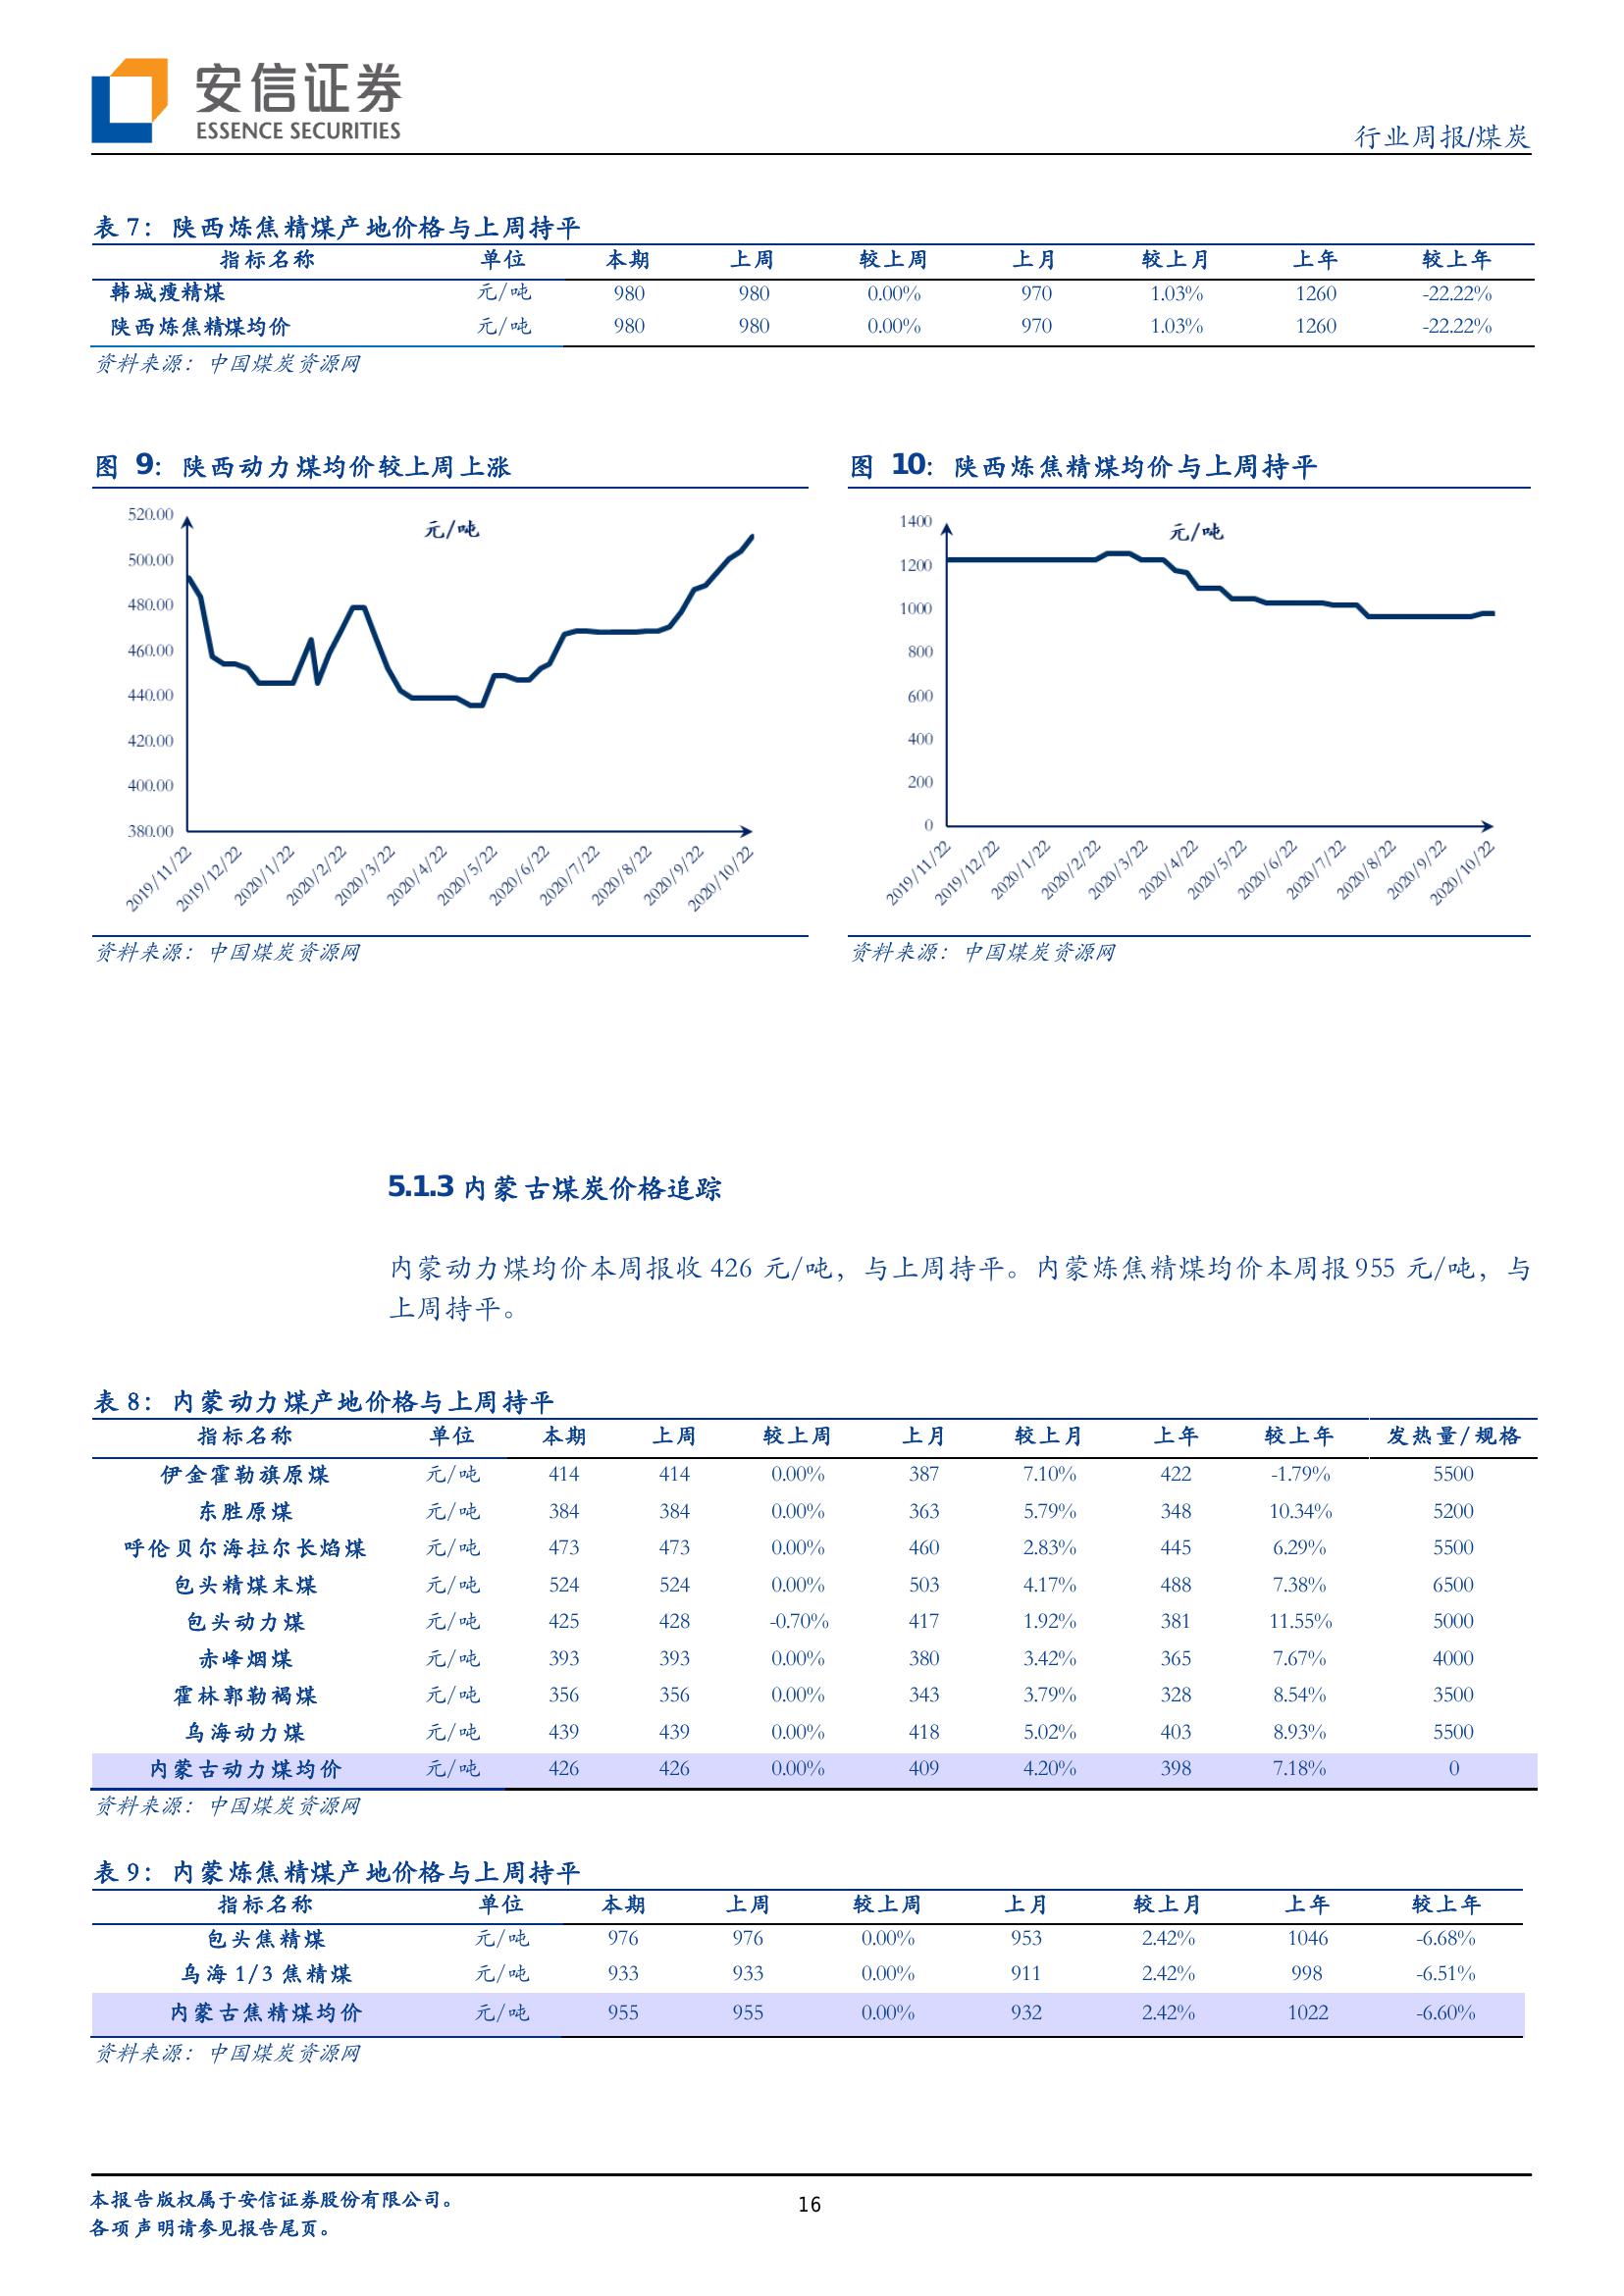 安信证券
ESSENCE SECURITIES
行业周报/煤炭
表 7：陕西炼焦精煤产地价格与上周持平
指标名称 单位 本期 上周 较上周 上月 较上月 上年 较上年
韩城瘦精煤 元/吨 980 980 0.00% 970 1.03% 1260 -22.22%
陕西炼焦精煤均价 元/吨 980 980 0.00% 970 1.03% 1260 -22.22%
资料来源：中国煤炭资源网
图 9：陕西动力煤均价较上周上涨
元/吨
520.00
500.00
480.00
460.00
440.00
420.00
400.00
380.00
2019/11/22 2019/12/22 2020/1/22 2020/2/22 2020/3/22 2020/4/22 2020/5/22 2020/6/22 2020/7/22 2020/8/22 2020/9/22 2020/10/22
资料来源：中国煤炭资源网
图 10：陕西炼焦精煤均价与上周持平
元/吨
1400
1200
1000
800
600
400
200
0
2019/11/22 2019/12/22 2020/1/22 2020/2/22 2020/3/22 2020/4/22 2020/5/22 2020/6/22 2020/7/22 2020/8/22 2020/9/22 2020/10/22
资料来源：中国煤炭资源网
5.1.3 内蒙古煤炭价格追踪
内蒙动力煤均价本周报收 426 元/吨，与上周持平。内蒙炼焦精煤均价本周报 955 元/吨，与
上周持平。
表 8：内蒙动力煤产地价格与上周持平
指标名称 单位 本期 上周 较上周 上月 较上月 上年 较上年 发热量/规格
伊金霍勒旗原煤 元/吨 414 414 0.00% 387 7.10% 422 -1.79% 5500
东胜原煤 元/吨 384 384 0.00% 363 5.79% 348 10.34% 5200
呼伦贝尔海拉尔长焰煤 元/吨 473 473 0.00% 460 2.83% 445 6.29% 5500
包头精煤末煤 元/吨 524 524 0.00% 503 4.17% 488 7.38% 6500
包头动力煤 元/吨 425 428 -0.70% 417 1.92% 381 11.55% 5000
赤峰烟煤 元/吨 393 393 0.00% 380 3.42% 365 7.67% 4000
霍林郭勒褐煤 元/吨 356 356 0.00% 343 3.79% 328 8.54% 3500
乌海动力煤 元/吨 439 439 0.00% 418 5.02% 403 8.93% 5500
内蒙古动力煤均价 元/吨 426 426 0.00% 409 4.20% 398 7.18% 0
资料来源：中国煤炭资源网
表 9：内蒙炼焦精煤产地价格与上周持平
指标名称 单位 本期 上周 较上周 上月 较上月 上年 较上年
包头焦精煤 元/吨 976 976 0.00% 953 2.42% 1046 -6.68%
乌海 1/3 焦精煤 元/吨 933 933 0.00% 911 2.42% 998 -6.51%
内蒙古焦精煤均价 元/吨 955 955 0.00% 932 2.42% 1022 -6.60%
资料来源：中国煤炭资源网
本报告版权属于安信证券股份有限公司。
各项声明请参见报告尾页。
16